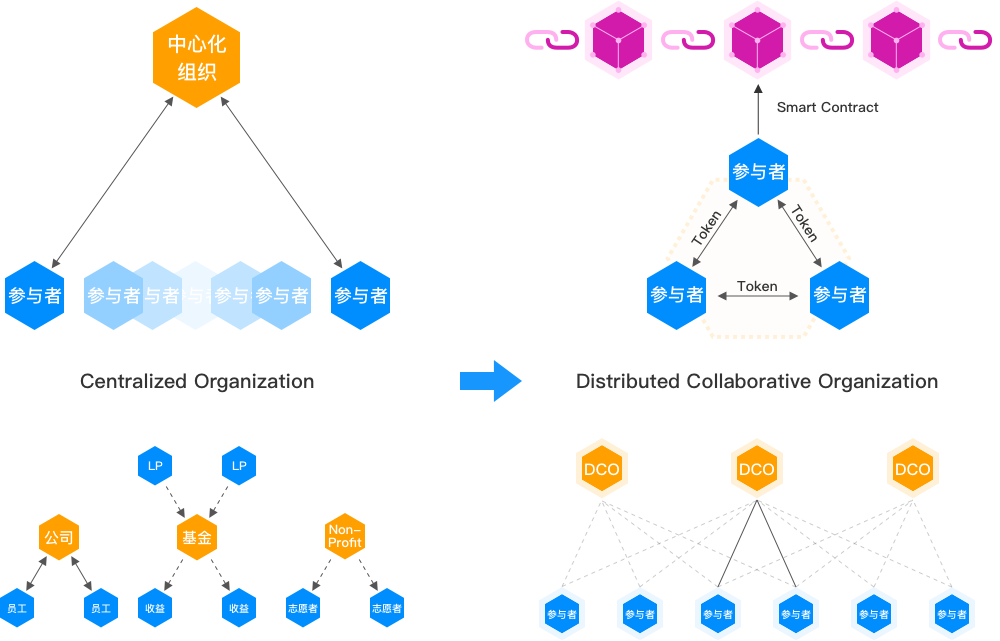 中心化
组织
参与者
参与者
与者
与
参与
参与者
参与者
Smart Contract
参与者
Token
Token
参与者
Token
参与者
Centralized Organization
Distributed Collaborative Organization
LP
LP
公司
基金
Non-
Profit
员工
员工
收益
收益
志愿者
志愿者
DCO
DCO
DCO
参与者
参与者
参与者
参与者
参与者
参与者